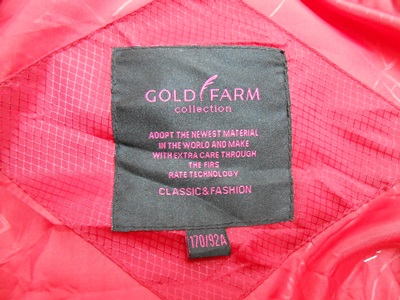 GOLD FARM
collection
ADOPT THE NEWEST MATERIAL
IN THE WORLD AND MAKE
WITH EXTRA CARE THROUGH
THE FIRS
RATE TECHNOLOGY
CLASSIC&FASHION
170/92A